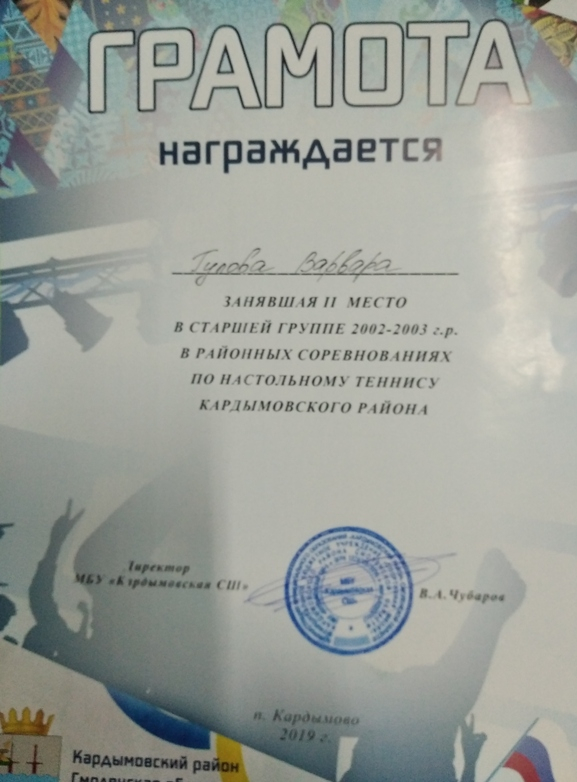 ГРАМОТА
награждается
Гулова Варвара
ЗАНЯВШАЯ II МЕСТО
В СТАРШЕЙ ГРУППЕ 2002-2003 г.р.
В РАЙОННЫХ СОРЕВНОВАНИЯХ
ПО НАСТОЛЬНОМУ ТЕННИСУ
КАРДЫМОВСКОГО РАЙОНА
Директор
МБУ «Кардымовская СШ»
В.А.Чубаров
п. Кардымово
2019 г.
Кардымовский район